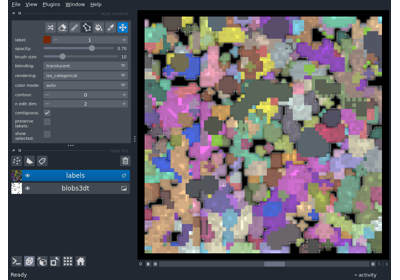 File View Plugins Window Help
label: 1
opacity: 0.70
brush size: 10
blending: translucent
rendering: iso_categorical
color mode: auto
contour: 0
n edit dim: 2
contiguous:
preserve
labels:
show
selected:
labels
blobs3dt
Ready
activity